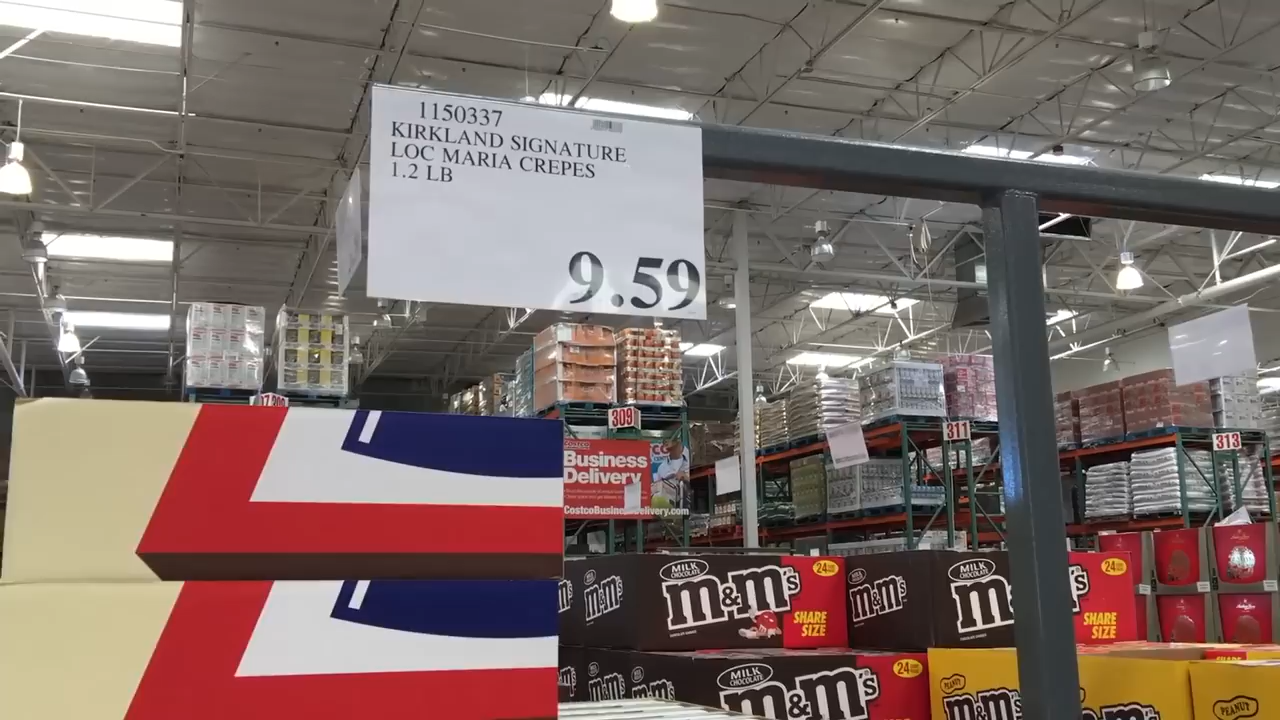 1150337
KIRKLAND SIGNATURE
LOC MARIA CREPES
1.2 LB
9.59
309
311
313
Business
Delivery
CostcoBusinessDelivery.com
MILK
CHOCOLATE
m&m's
24
SHARE
SIZE
m&m's
MILK
CHOCOLATE
24
SHARE
SIZE
MILK
CHOCOLATE
m&m's
24
PEANUT
m&m's
PEANUT